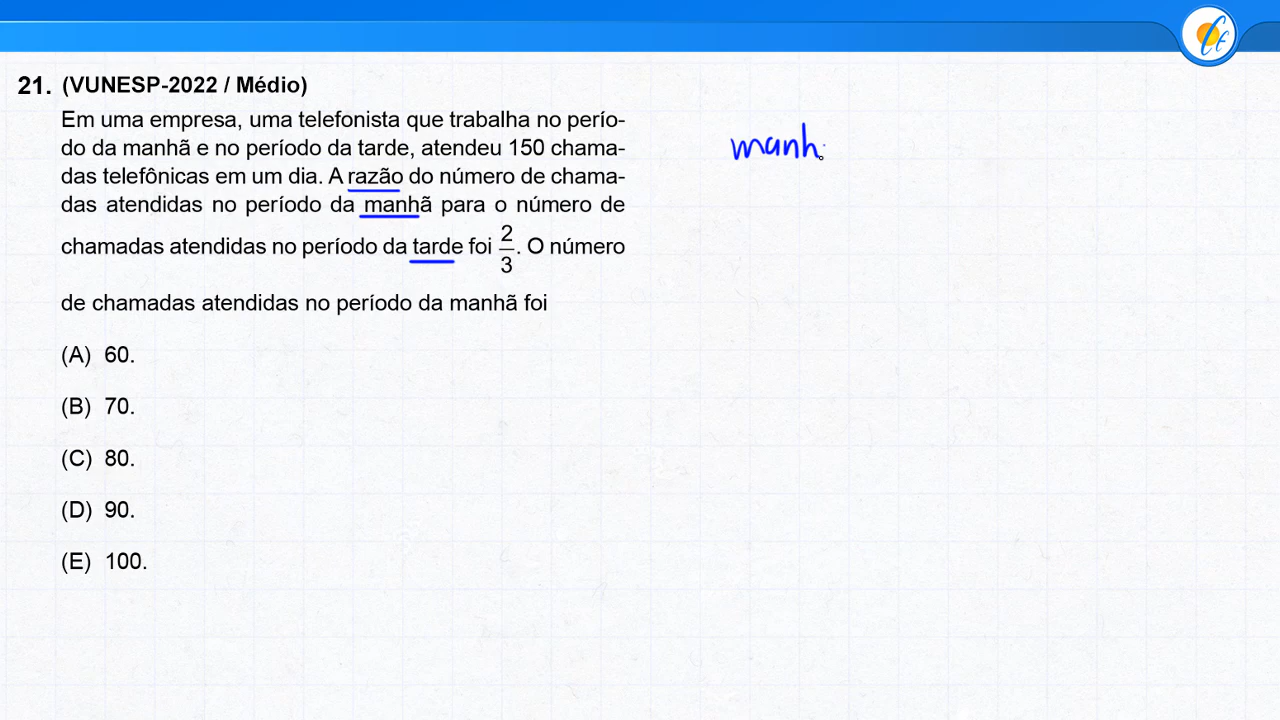 21. (VUNESP-2022 / Médio)
Em uma empresa, uma telefonista que trabalha no perío-
do da manhã e no período da tarde, atendeu 150 chama-
das telefônicas em um dia. A razão do número de chama-
das atendidas no período da manhã para o número de
chamadas atendidas no período da tarde foi 2/3. O número
de chamadas atendidas no período da manhã foi
(A) 60.
(B) 70.
(C) 80.
(D) 90.
(E) 100.
manh